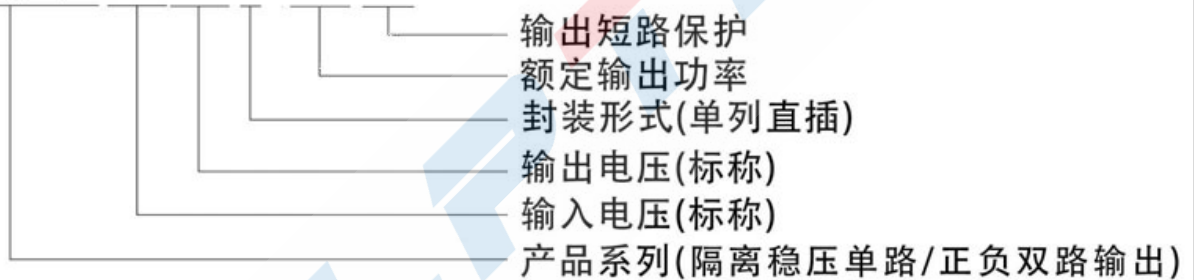 输出短路保护
额定输出功率
封装形式(单列直插)
输出电压(标称)
输入电压(标称)
产品系列(隔离稳压单路/正负双路输出)